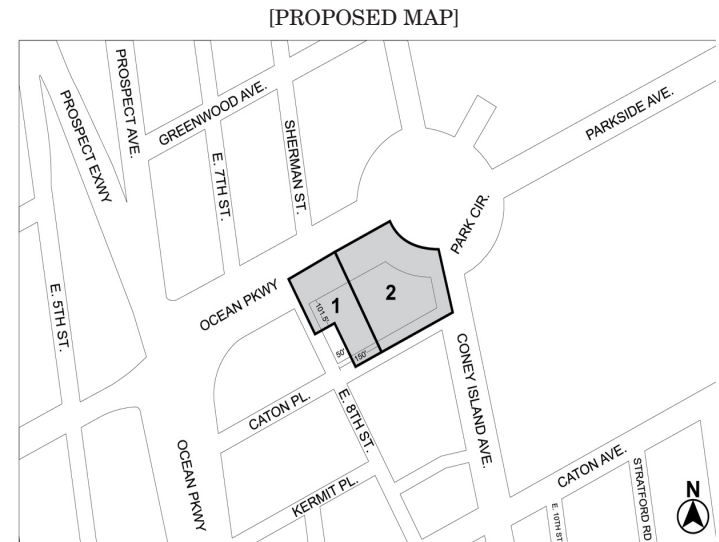 [PROPOSED MAP]
PROSPECT EXWY
PROSPECT AVE.
GREENWOOD AVE.
E. 7TH ST.
SHERMAN ST.
PARKSIDE AVE.
PARK CIR.
E. 5TH ST.
OCEAN PKWY
101.5'
1
2
50'
150'
CONEY ISLAND AVE.
CATON PL.
E. 8TH ST.
OCEAN PKWY
KERMIT PL.
CATON AVE.
E. 10TH ST.
STRATFORD RD
N